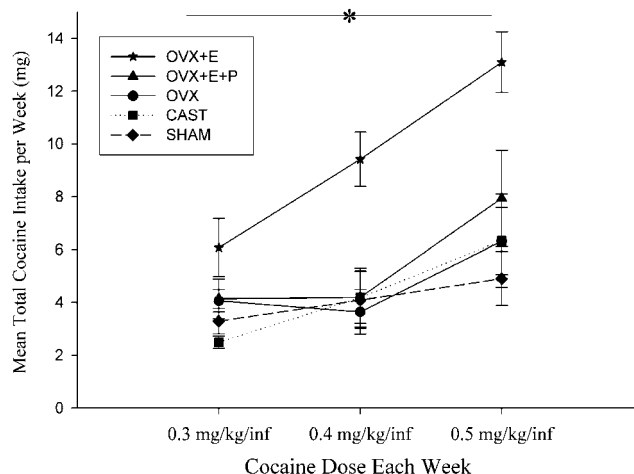 *
14
12
10
8
6
4
2
0
Mean Total Cocaine Intake per Week (mg)
OVX+E
OVX+E+P
OVX
CAST
SHAM
0.3 mg/kg/inf 0.4 mg/kg/inf 0.5 mg/kg/inf
Cocaine Dose Each Week